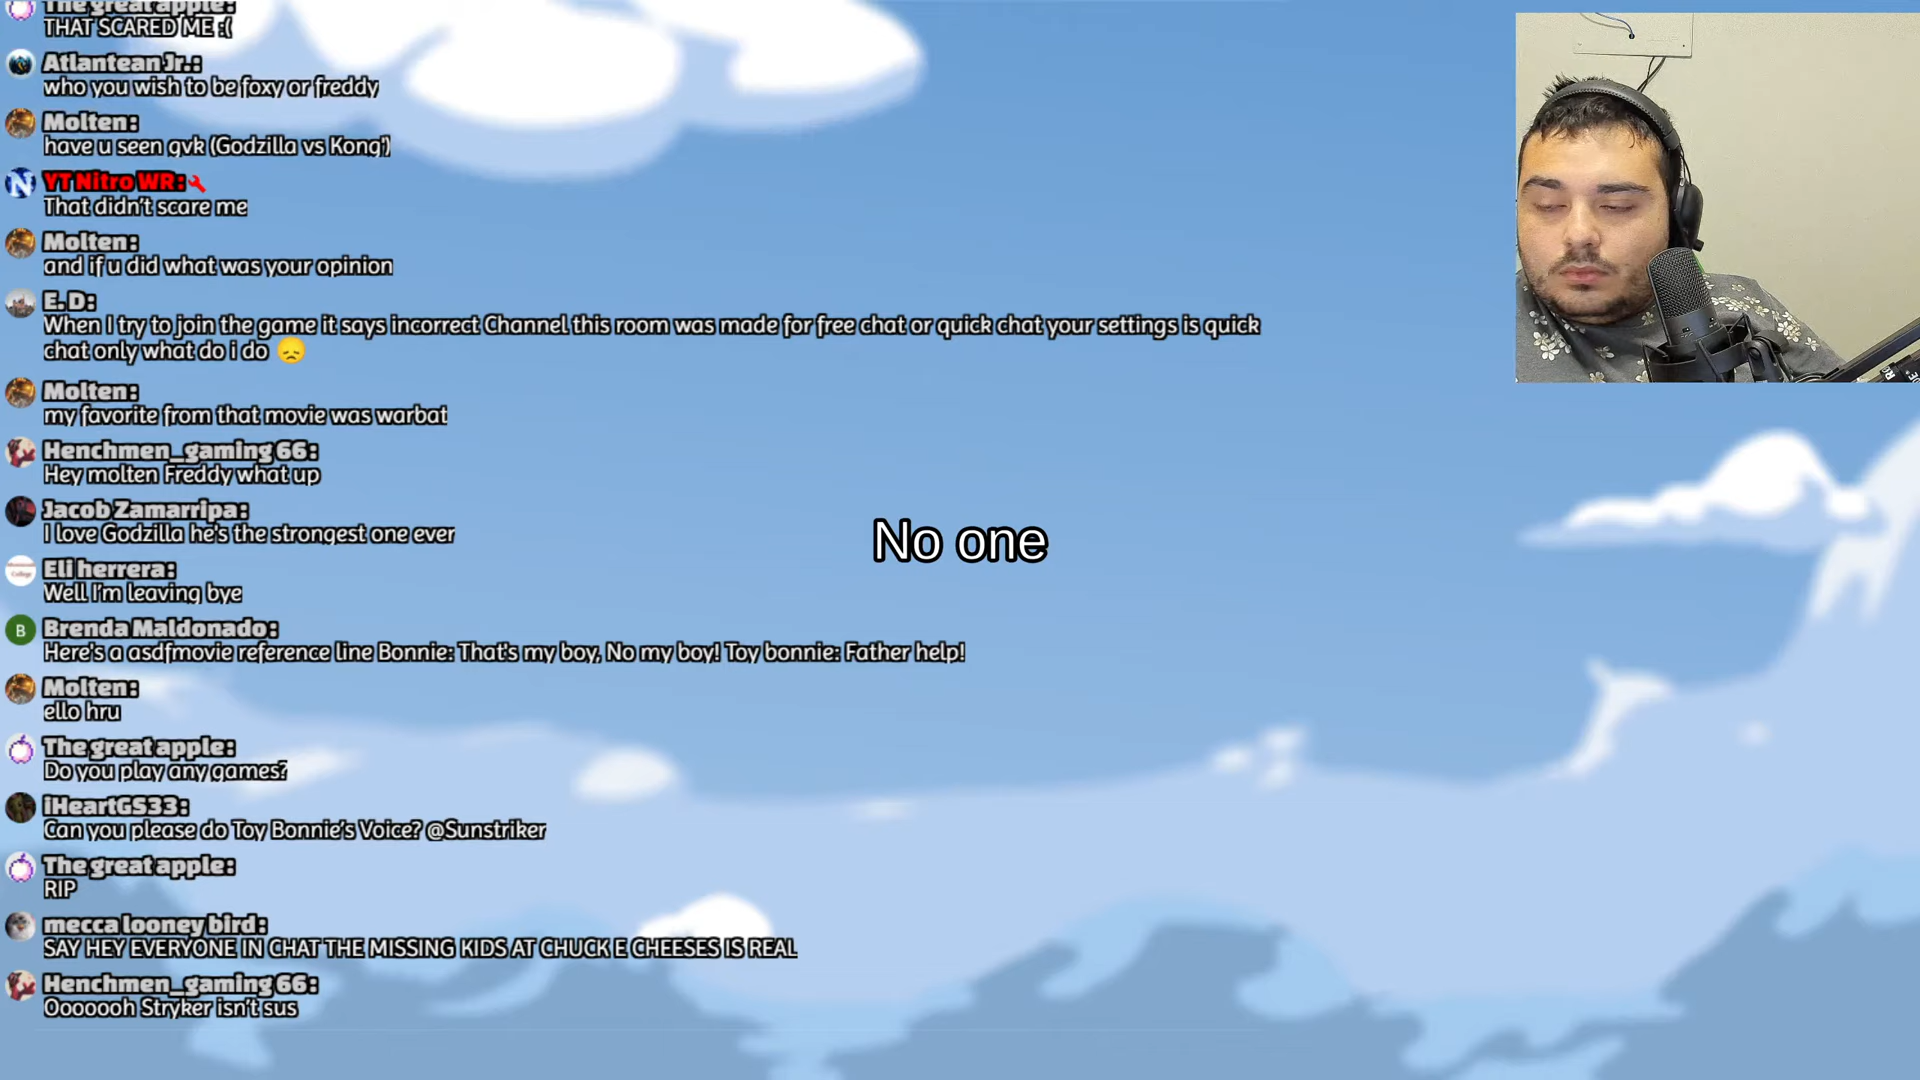 The great apple:
THAT SCARED ME :(
Atlantean Jr.:
who you wish to be foxy or freddy
Molten:
have u seen gvk (Godzilla vs Kong')
N
YT Nitro WR:
That didn't scare me
Molten:
and if u did what was your opinion
E. D:
When I try to join the game it says incorrect Channel this room was made for free chat or quick chat your settings is quick
chat only what do i do 😞
Molten:
my favorite from that movie was warbat
Henchmen_gaming 66:
Hey molten Freddy what up
Jacob Zamarripa:
I love Godzilla he's the strongest one ever
No one
Eli herrera:
Well I'm leaving bye
B
Brenda Maldonado:
Here's a asdfmovie reference line Bonnie: That's my boy, No my boy! Toy bonnie: Father help!
Molten:
ello hru
The great apple:
Do you play any games?
iHeartGS33:
Can you please do Toy Bonnie's Voice? @Sunstriker
The great apple:
RIP
mecca looney bird:
SAY HEY EVERYONE IN CHAT THE MISSING KIDS AT CHUCK E CHEESES IS REAL
Henchmen_gaming 66:
Ooooooh Stryker isn't sus